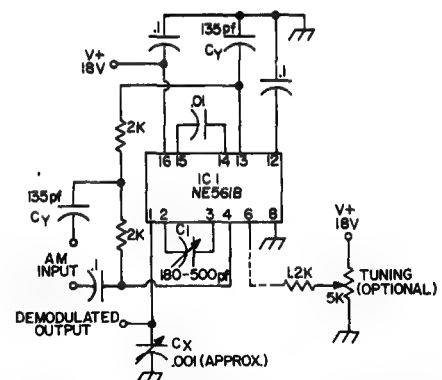 .1
135pf
CY
V+
18V
.1
.01
2K
16 15 14 13 12
IC 1
NE561B
1 2 3 4 6 8
135pf
CY
2K
C1
180-500pf
AM
INPUT
.1
V+
18V
1.2K
5K
TUNING
(OPTIONAL)
DEMODULATED
OUTPUT
CX
.001 (APPROX.)